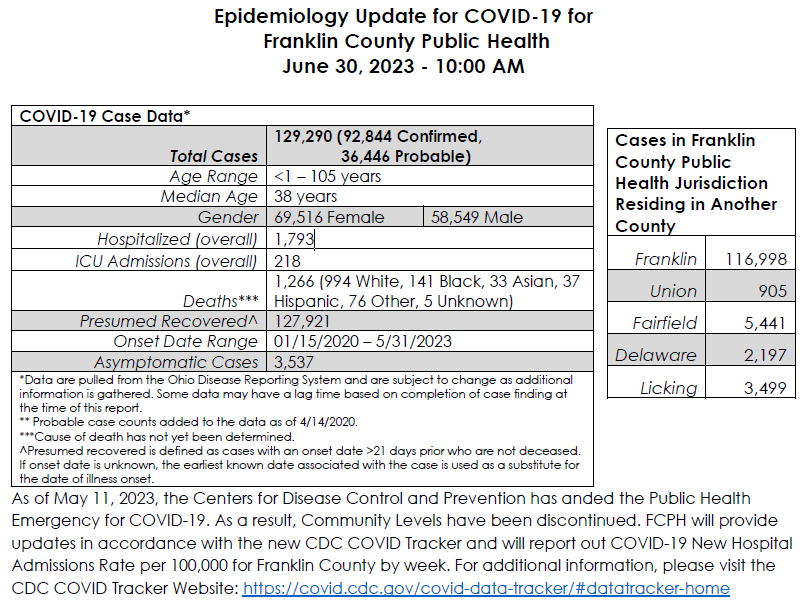 Epidemiology Update for COVID-19 for
Franklin County Public Health
June 30, 2023 - 10:00 AM
COVID-19 Case Data*
Total Cases 129,290 (92,844 Confirmed,
36,446 Probable)
Age Range <1 – 105 years
Median Age 38 years
Gender 69,516 Female 58,549 Male
Hospitalized (overall) 1,793
ICU Admissions (overall) 218
Deaths*** 1,266 (994 White, 141 Black, 33 Asian, 37
Hispanic, 76 Other, 5 Unknown)
Presumed Recovered^ 127,921
Onset Date Range 01/15/2020 – 5/31/2023
Asymptomatic Cases 3,537
*Data are pulled from the Ohio Disease Reporting System and are subject to change as additional
information is gathered. Some data may have a lag time based on completion of case finding at
the time of this report.
** Probable case counts added to the data as of 4/14/2020.
***Cause of death has not yet been determined.
^Presumed recovered is defined as cases with an onset date >21 days prior who are not deceased.
If onset date is unknown, the earliest known date associated with the case is used as a substitute for
the date of illness onset.
Cases in Franklin
County Public
Health Jurisdiction
Residing in Another
County
Franklin 116,998
Union 905
Fairfield 5,441
Delaware 2,197
Licking 3,499
As of May 11, 2023, the Centers for Disease Control and Prevention has anded the Public Health
Emergency for COVID-19. As a result, Community Levels have been discontinued. FCPH will provide
updates in accordance with the new CDC COVID Tracker and will report out COVID-19 New Hospital
Admissions Rate per 100,000 for Franklin County by week. For additional information, please visit the
CDC COVID Tracker Website: https://covid.cdc.gov/covid-data-tracker/#datatracker-home